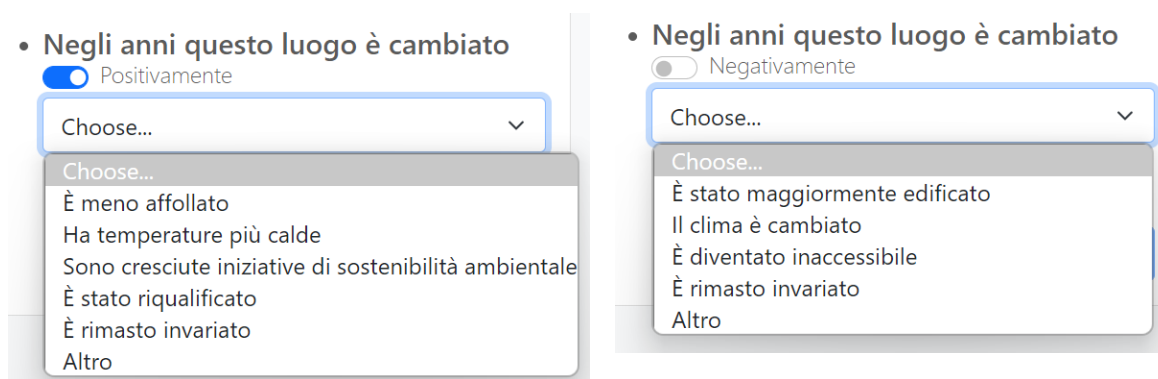 Negli anni questo luogo è cambiato
Positivamente
Choose...
Choose...
È meno affollato
Ha temperature più calde
Sono cresciute iniziative di sostenibilità ambientale
È stato riqualificato
È rimasto invariato
Altro
Negli anni questo luogo è cambiato
Negativamente
Choose...
Choose...
È stato maggiormente edificato
Il clima è cambiato
È diventato inaccessibile
È rimasto invariato
Altro